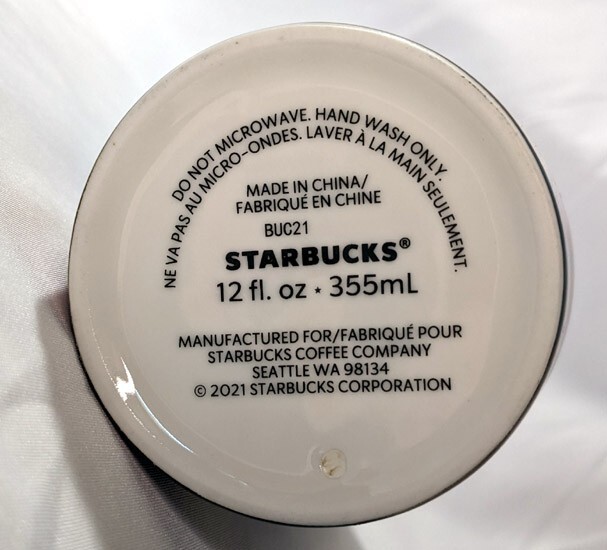 DO NOT MICROWAVE. HAND WASH ONLY.
NE VA PAS AU MICRO-ONDES. LAVER À LA MAIN SEULEMENT.
MADE IN CHINA/
FABRIQUÉ EN CHINE
BUC21
STARBUCKS®
12 fl. oz ⋆ 355mL
MANUFACTURED FOR/FABRIQUÉ POUR
STARBUCKS COFFEE COMPANY
SEATTLE WA 98134
© 2021 STARBUCKS CORPORATION